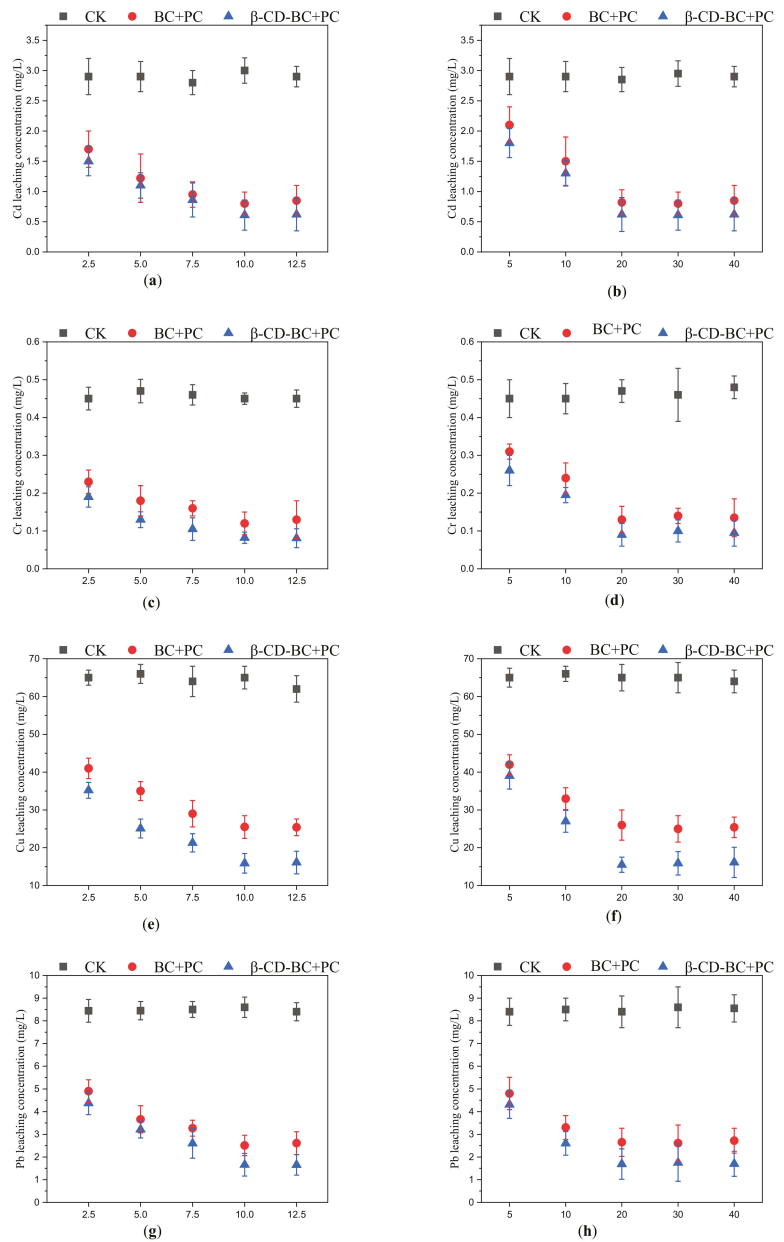 CK BC+PC β-CD-BC+PC
Cd leaching concentration (mg/L)
3.5
3.0
2.5
2.0
1.5
1.0
0.5
0.0
2.5 5.0 7.5 10.0 12.5
(a)
CK BC+PC β-CD-BC+PC
Cd leaching concentration (mg/L)
3.5
3.0
2.5
2.0
1.5
1.0
0.5
0.0
5 10 20 30 40
(b)
CK BC+PC β-CD-BC+PC
Cr leaching concentration (mg/L)
0.6
0.5
0.4
0.3
0.2
0.1
0.0
2.5 5.0 7.5 10.0 12.5
(c)
CK BC+PC β-CD-BC+PC
Cr leaching concentration (mg/L)
0.6
0.5
0.4
0.3
0.2
0.1
0.0
5 10 20 30 40
(d)
CK BC+PC β-CD-BC+PC
Cu leaching concentration (mg/L)
70
60
50
40
30
20
10
2.5 5.0 7.5 10.0 12.5
(e)
CK BC+PC β-CD-BC+PC
Cu leaching concentration (mg/L)
70
60
50
40
30
20
10
5 10 20 30 40
(f)
CK BC+PC β-CD-BC+PC
Pb leaching concentration (mg/L)
10
9
8
7
6
5
4
3
2
1
0
2.5 5.0 7.5 10.0 12.5
(g)
CK BC+PC β-CD-BC+PC
Pb leaching concentration (mg/L)
10
9
8
7
6
5
4
3
2
1
0
5 10 20 30 40
(h)